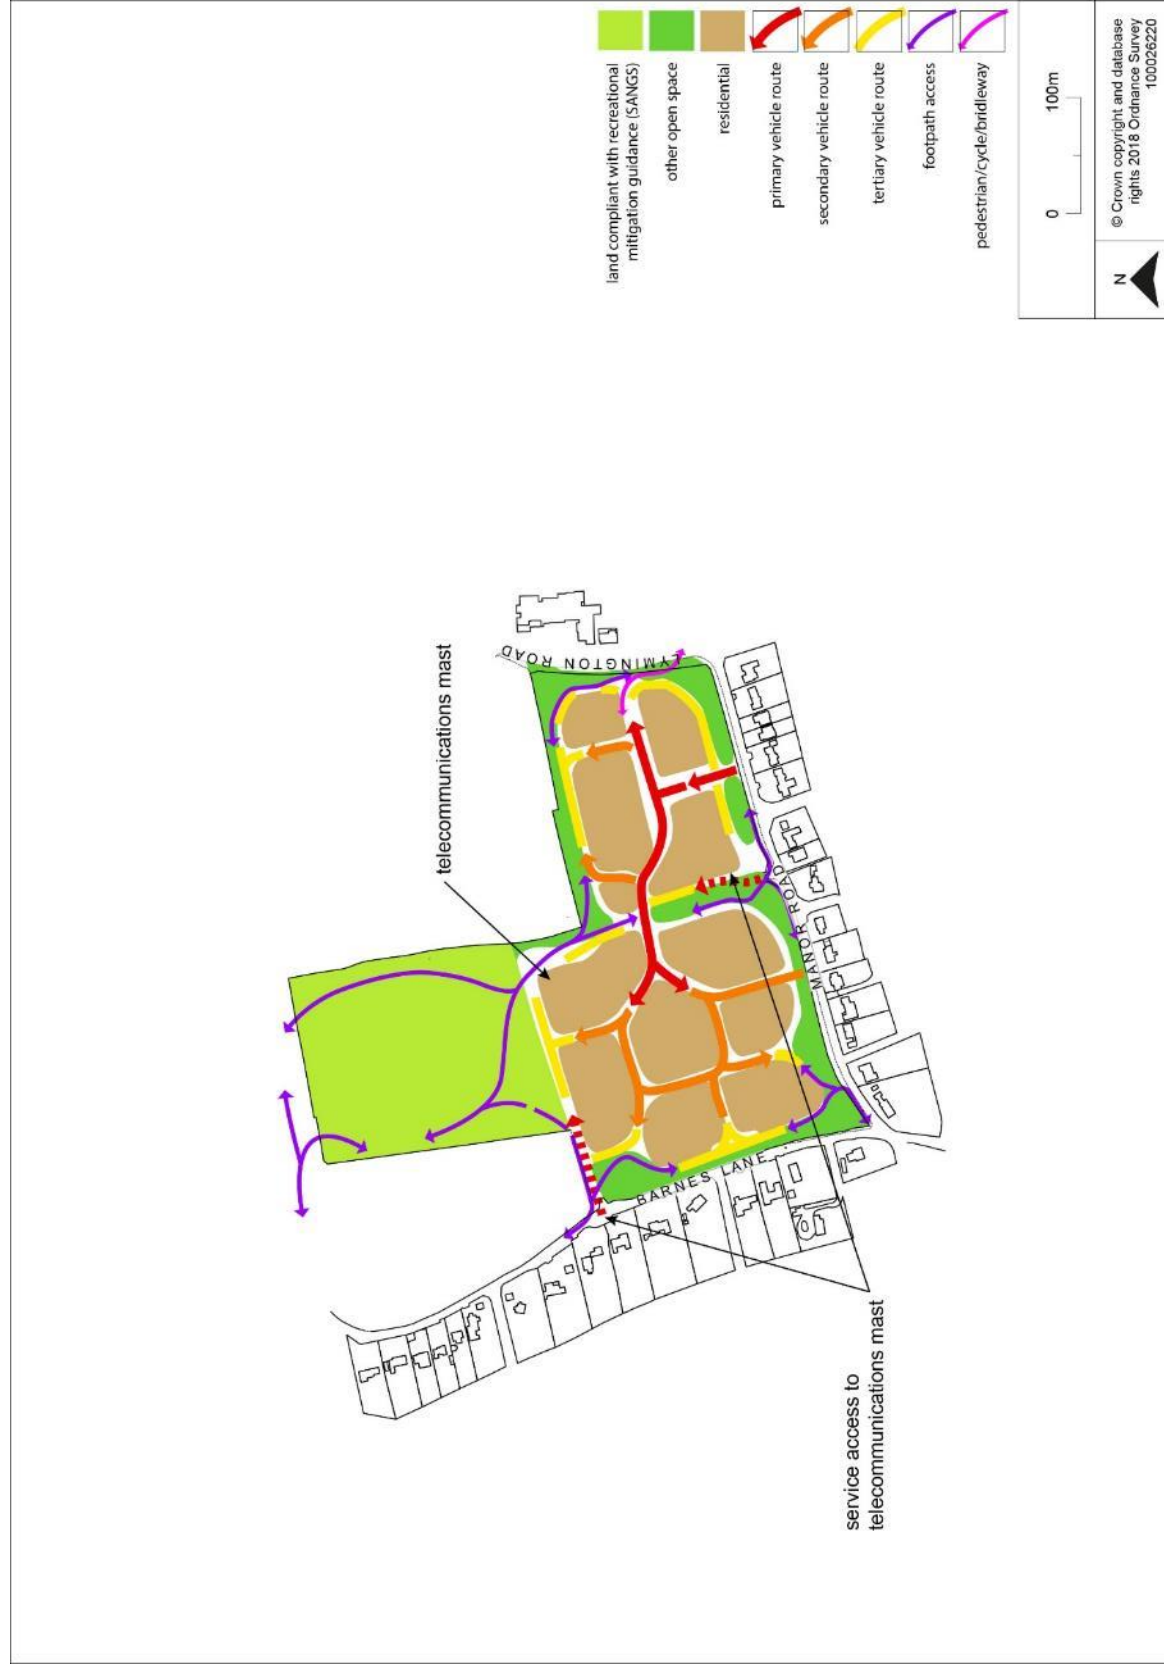 land compliant with recreational
mitigation guidance (SANGS)
other open space
residential
primary vehicle route
secondary vehicle route
tertiary vehicle route
footpath access
pedestrian/cycle/bridleway
0
100m
N
© Crown copyright and database
rights 2018 Ordnance Survey
100026220
telecommunications mast
LYMINGTON ROAD
MANOR ROAD
BARNES LANE
service access to
telecommunications mast